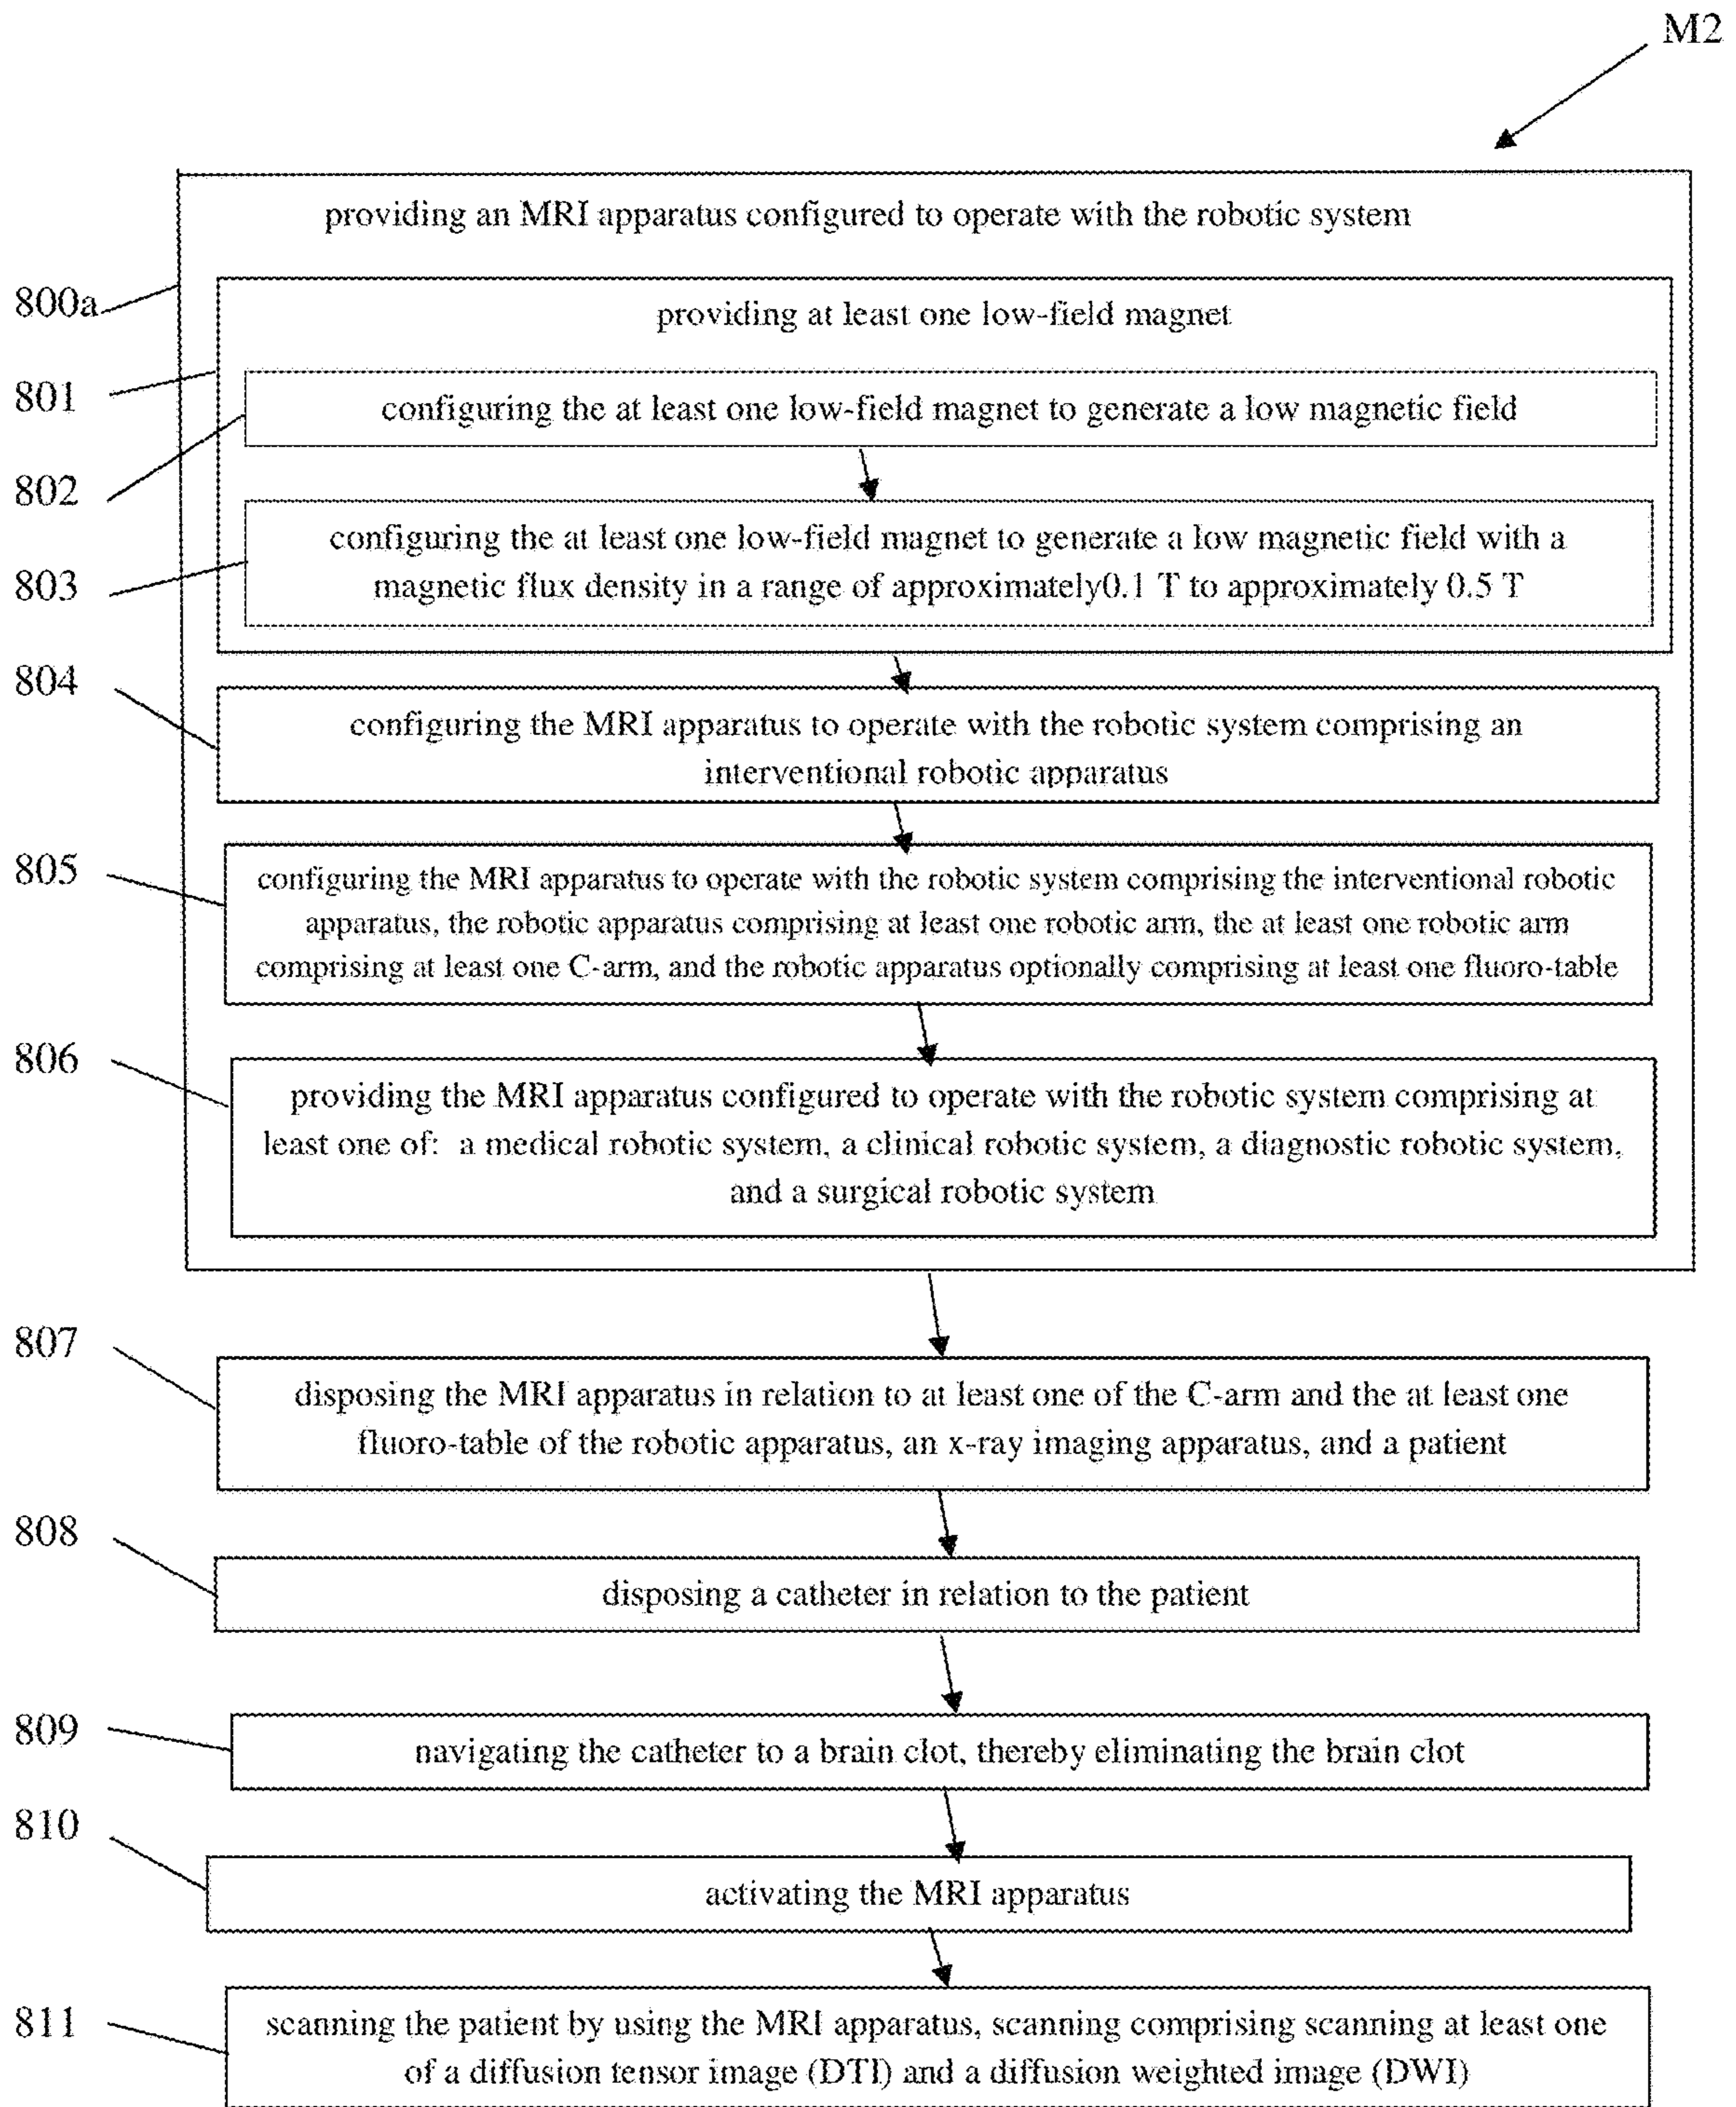 M2
providing an MRI apparatus configured to operate with the robotic system
800a
providing at least one low-field magnet
801
configuring the at least one low-field magnet to generate a low magnetic field
802
configuring the at least one low-field magnet to generate a low magnetic field with a
magnetic flux density in a range of approximately0.1 T to approximately 0.5 T
803
804
configuring the MRI apparatus to operate with the robotic system comprising an
interventional robotic apparatus
805
configuring the MRI apparatus to operate with the robotic system comprising the interventional robotic
apparatus, the robotic apparatus comprising at least one robotic arm, the at least one robotic arm
comprising at least one C-arm, and the robotic apparatus optionally comprising at least one fluoro-table
806
providing the MRI apparatus configured to operate with the robotic system comprising at
least one of: a medical robotic system, a clinical robotic system, a diagnostic robotic system,
and a surgical robotic system
807
disposing the MRI apparatus in relation to at least one of the C-arm and the at least one
fluoro-table of the robotic apparatus, an x-ray imaging apparatus, and a patient
808
disposing a catheter in relation to the patient
809
navigating the catheter to a brain clot, thereby eliminating the brain clot
810
activating the MRI apparatus
811
scanning the patient by using the MRI apparatus, scanning comprising scanning at least one
of a diffusion tensor image (DTI) and a diffusion weighted image (DWI)